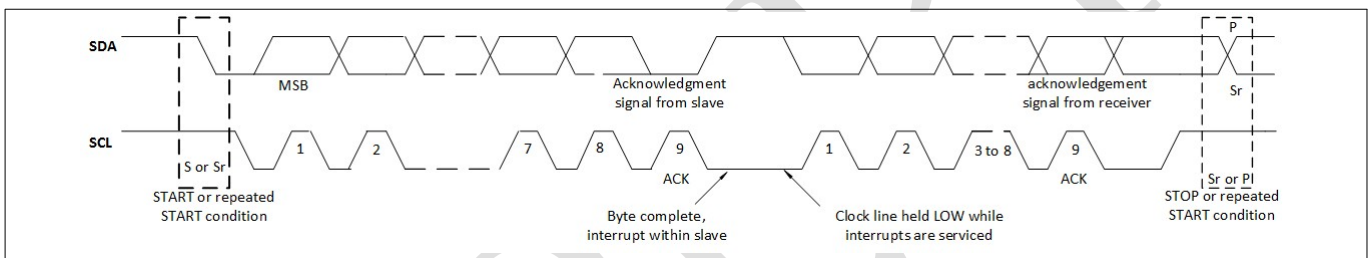 P
SDA
MSB
Acknowledgment
signal from slave
acknowledgement
signal from receiver
Sr
SCL
1
2
7
8
9
1
2
3 to 8
9
S or Sr
ACK
ACK
Sr or P
START or repeated
START condition
Byte complete,
interrupt within slave
Clock line held LOW while
interrupts are serviced
STOP or repeated
START condition